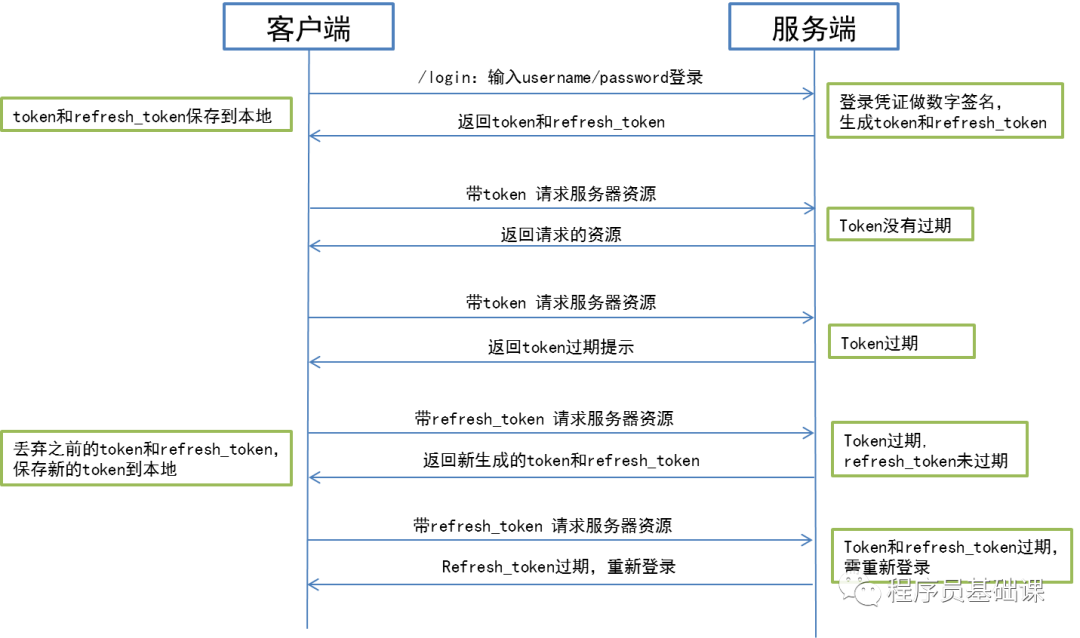 客户端
服务端
/login：输入username/password登录
token和refresh_token保存到本地
登录凭证做数字签名，
生成token和refresh_token
返回token和refresh_token
带token 请求服务器资源
Token没有过期
返回请求的资源
带token 请求服务器资源
Token过期
返回token过期提示
带refresh_token 请求服务器资源
丢弃之前的token和refresh_token，
保存新的token到本地
Token过期，
refresh_token未过期
返回新生成的token和refresh_token
带refresh_token 请求服务器资源
Token和refresh_token过期，
需重新登录
Refresh_token过期，重新登录
程序员基础课